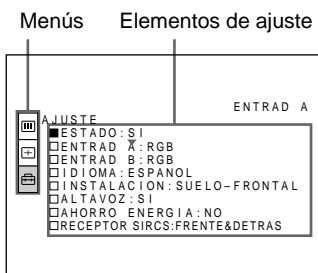 Menús Elementos de ajuste
ENTRAD A
AJUSTE
ESTADO:SI
ENTRAD A:RGB
ENTRAD B:RGB
IDIOMA:ESPANOL
INSTALACION:SUELO–FRONTAL
ALTAVOZ:SI
AHORRO ENERGIA:NO
RECEPTOR SIRCS:FRENTE&DETRAS